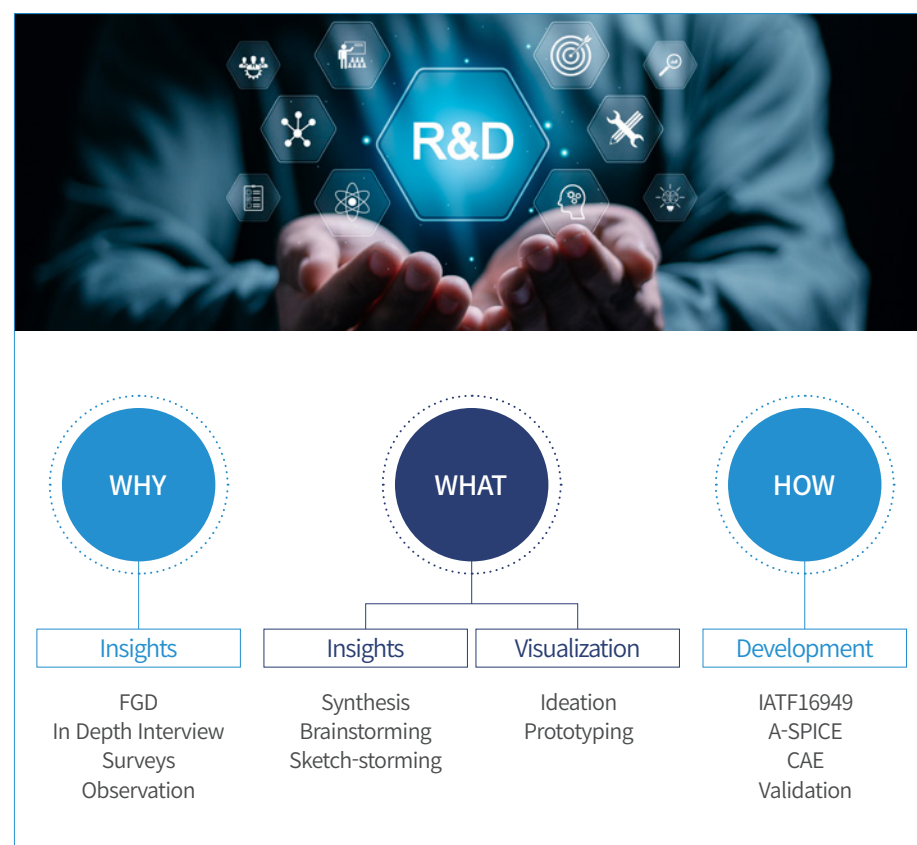 R&D
WHY
WHAT
HOW
Insights
Insights
Visualization
Development
FGD
In Depth Interview
Surveys
Observation
Synthesis
Brainstorming
Sketch-storming
Ideation
Prototyping
IATF16949
A-SPICE
CAE
Validation